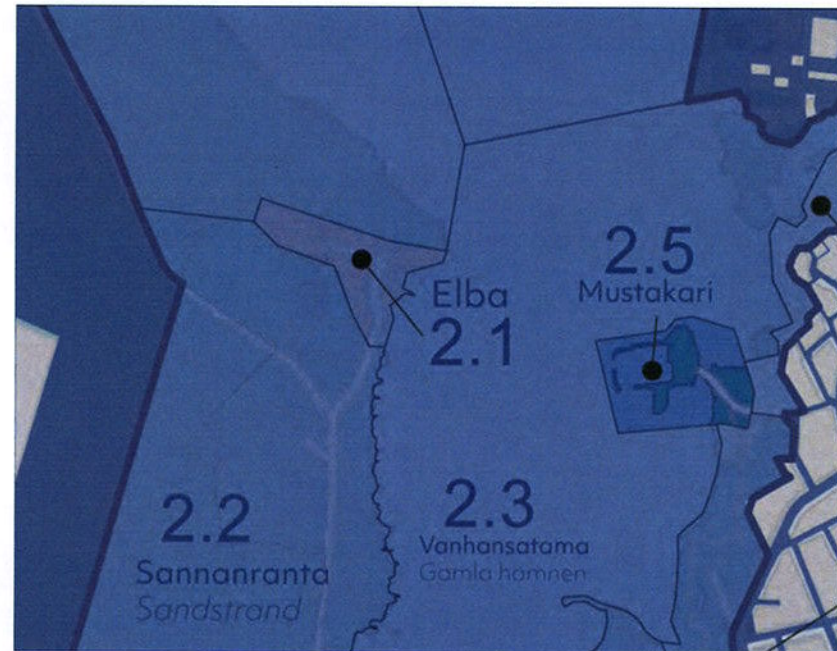 2.5
Mustakari
Elba
2.1
2.2
Sannanranta
Sandstrand
2.3
Vanhansatama
Gamla hamnen